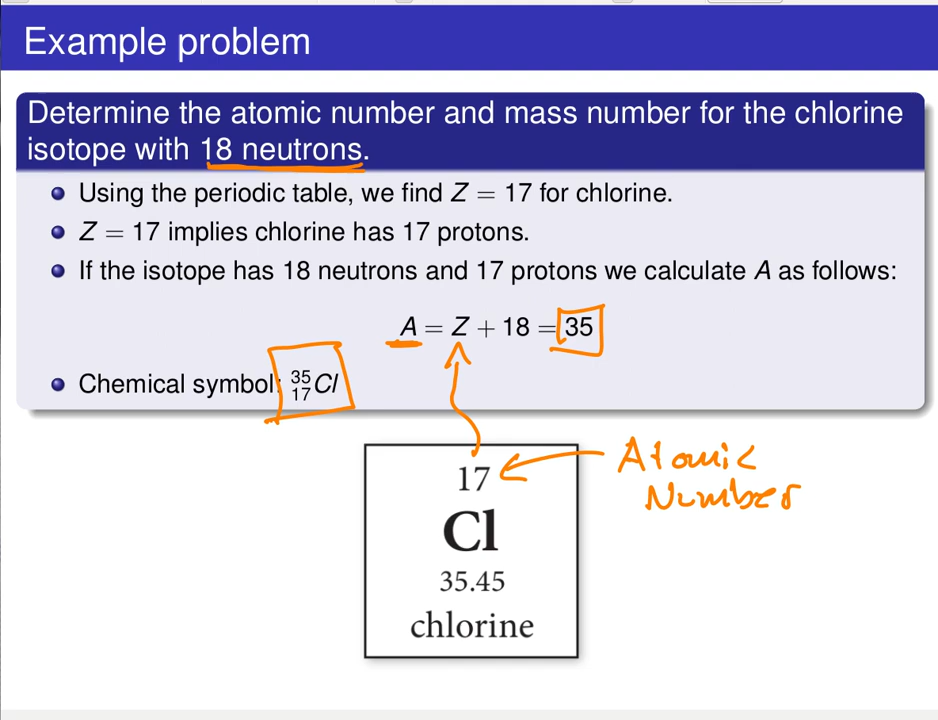 Example problem
Determine the atomic number and mass number for the chlorine
isotope with 18 neutrons.
Using the periodic table, we find Z = 17 for chlorine.
Z = 17 implies chlorine has 17 protons.
If the isotope has 18 neutrons and 17 protons we calculate A as follows:
A = Z + 18 = 35
Chemical symbol: ³⁵₁₇Cl
17
Cl
35.45
chlorine
Atomic
Number